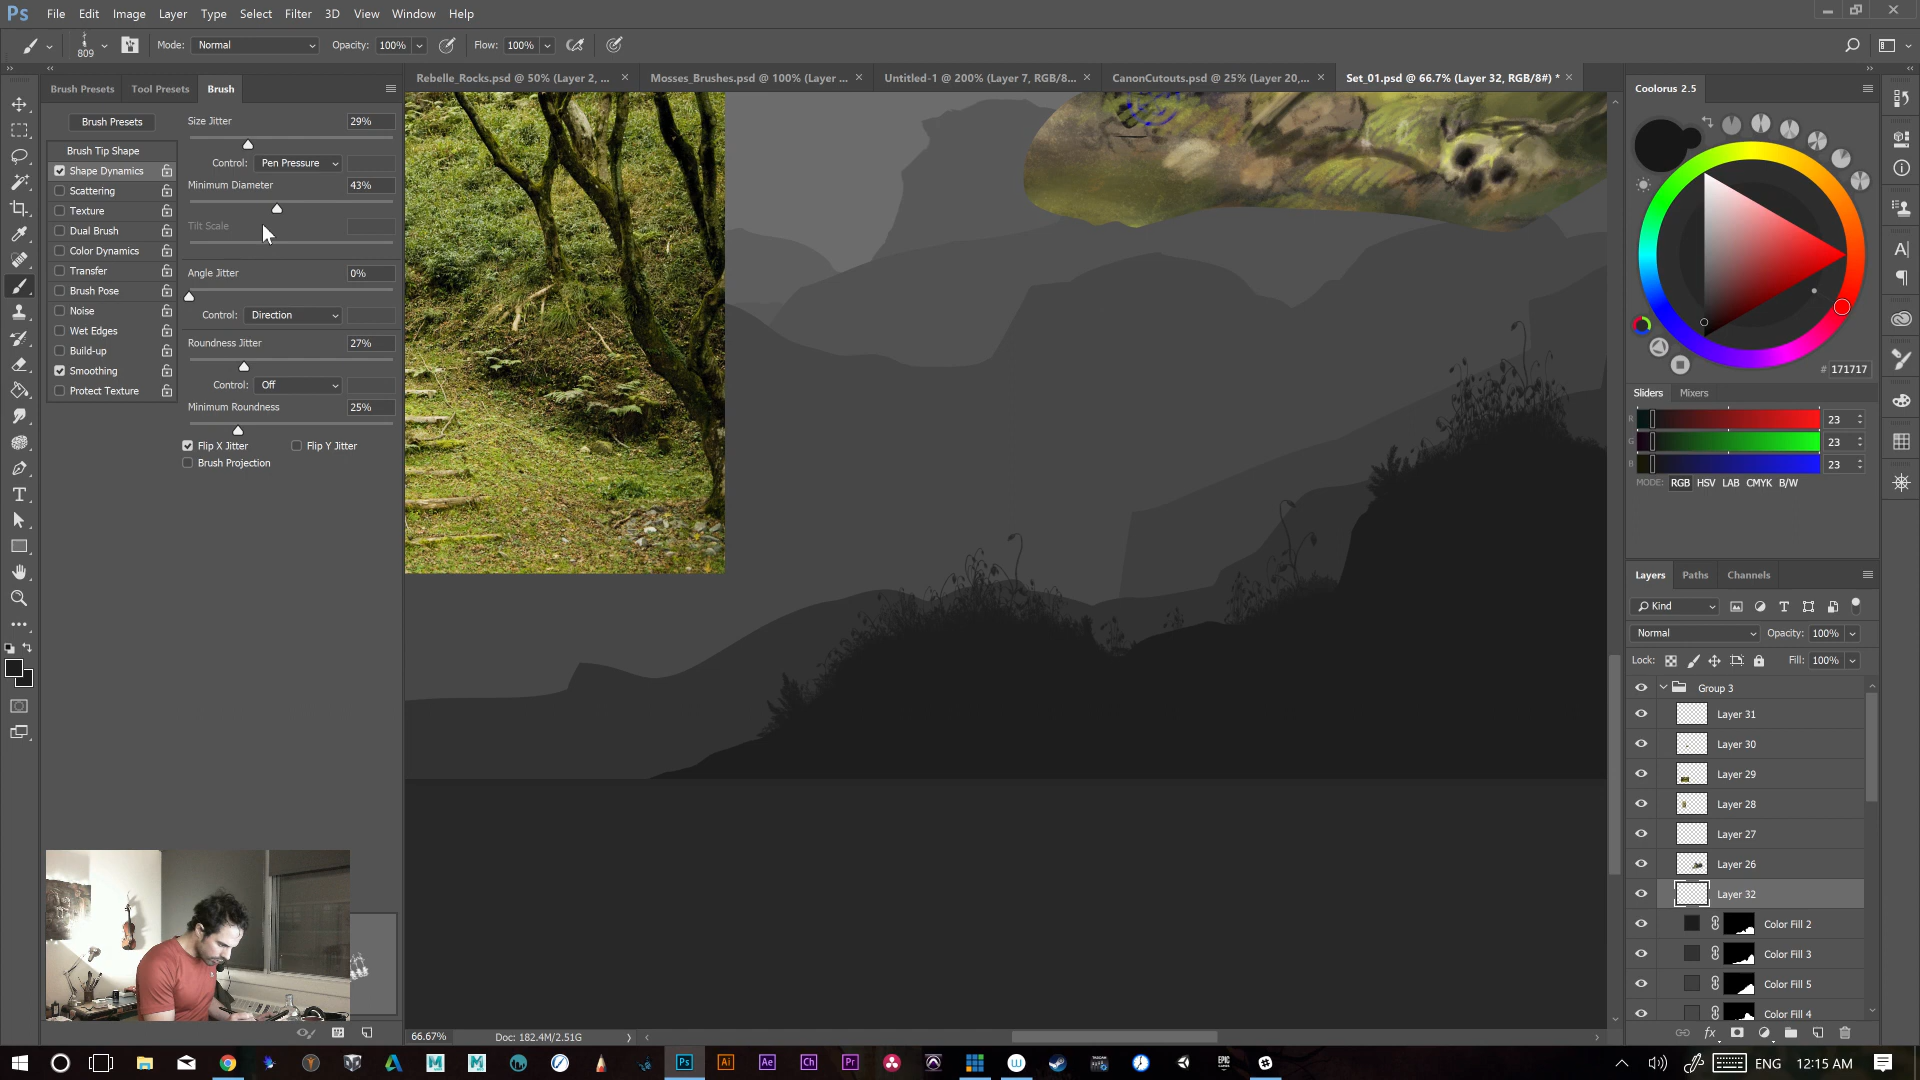 Ps File Edit Image Layer Type Select Filter 3D View Window Help
809 Mode: Normal Opacity: 100% Flow: 100%
Rebelle_Rocks.psd @ 50% (Layer 2, ... Mosses_Brushes.psd @ 100% (Layer ... Untitled-1 @ 200% (Layer 7, RGB/8... CanonCutouts.psd @ 25% (Layer 20,... Set_01.psd @ 66.7% (Layer 32, RGB/8#) *
Brush Presets Tool Presets Brush
Brush Presets
Brush Tip Shape
Shape Dynamics
Scattering
Texture
Dual Brush
Color Dynamics
Transfer
Brush Pose
Noise
Wet Edges
Build-up
Smoothing
Protect Texture
Size Jitter 29%
Control: Pen Pressure
Minimum Diameter 43%
Tilt Scale
Angle Jitter 0%
Control: Direction
Roundness Jitter 27%
Control: Off
Minimum Roundness 25%
Flip X Jitter Flip Y Jitter
Brush Projection
Coolorus 2.5
# 171717
Sliders Mixers
R 23
G 23
B 23
MODE: RGB HSV LAB CMYK B/W
Layers Paths Channels
Kind
Normal Opacity: 100%
Lock: Fill: 100%
Group 3
Layer 31
Layer 30
Layer 29
Layer 28
Layer 27
Layer 26
Layer 32
Color Fill 2
Color Fill 3
Color Fill 5
Color Fill 4
fx
66.67% Doc: 182.4M/2.51G
Ps Ai Ae Ch Pr
ENG 12:15 AM